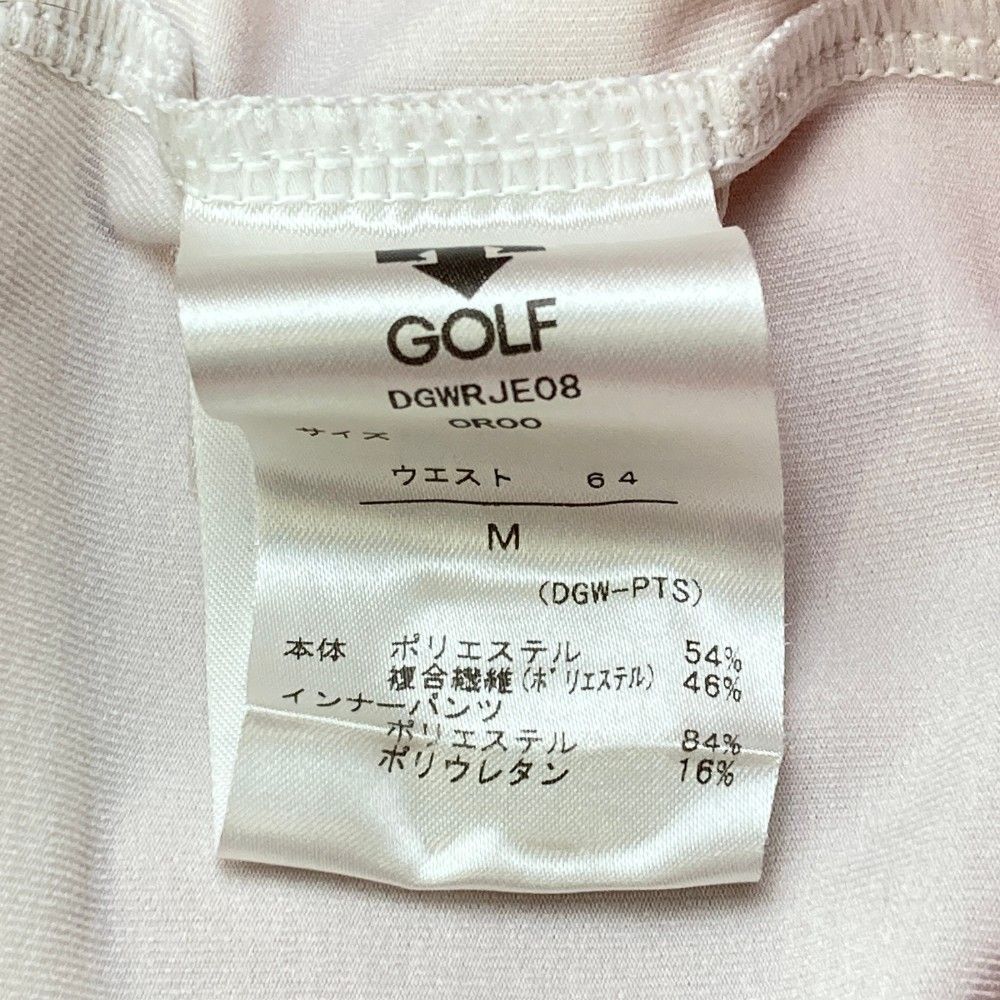 GOLF
DGWRJE08
OR00
サイズ
ウエスト 64
M
(DGW-PTS)
本体 ポリエステル 54%
複合繊維(ポリエステル) 46%
インナーパンツ
ポリエステル 84%
ポリウレタン 16%